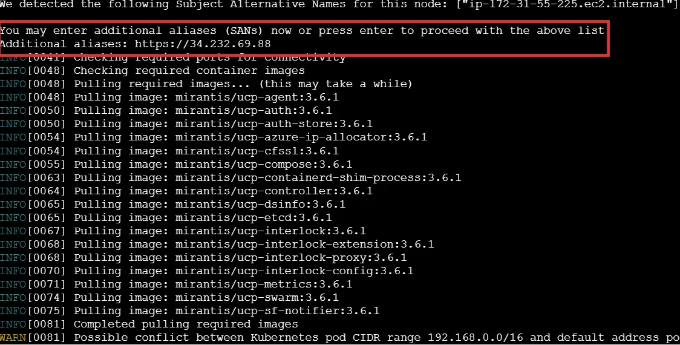 We detected the following Subject Alternative Names for this node: ["ip-172-31-55-225.ec2.internal"]
You may enter additional aliases (SANs) now or press enter to proceed with the above list
Additional aliases: https://34.232.69.88
INFO[0041] Checking required ports for connectivity
INFO[0048] Checking required container images
INFO[0048] Pulling required images... (this may take a while)
INFO[0048] Pulling image: mirantis/ucp-agent:3.6.1
INFO[0050] Pulling image: mirantis/ucp-auth:3.6.1
INFO[0050] Pulling image: mirantis/ucp-auth-store:3.6.1
INFO[0054] Pulling image: mirantis/ucp-azure-ip-allocator:3.6.1
INFO[0054] Pulling image: mirantis/ucp-cfssl:3.6.1
INFO[0055] Pulling image: mirantis/ucp-compose:3.6.1
INFO[0063] Pulling image: mirantis/ucp-containerd-shim-process:3.6.1
INFO[0064] Pulling image: mirantis/ucp-controller:3.6.1
INFO[0065] Pulling image: mirantis/ucp-dsinfo:3.6.1
INFO[0065] Pulling image: mirantis/ucp-etcd:3.6.1
INFO[0067] Pulling image: mirantis/ucp-interlock:3.6.1
INFO[0068] Pulling image: mirantis/ucp-interlock-extension:3.6.1
INFO[0068] Pulling image: mirantis/ucp-interlock-proxy:3.6.1
INFO[0070] Pulling image: mirantis/ucp-interlock-config:3.6.1
INFO[0071] Pulling image: mirantis/ucp-metrics:3.6.1
INFO[0074] Pulling image: mirantis/ucp-swarm:3.6.1
INFO[0075] Pulling image: mirantis/ucp-sf-notifier:3.6.1
INFO[0081] Completed pulling required images
WARN[0081] Possible conflict between Kubernetes pod CIDR range 192.168.0.0/16 and default address po